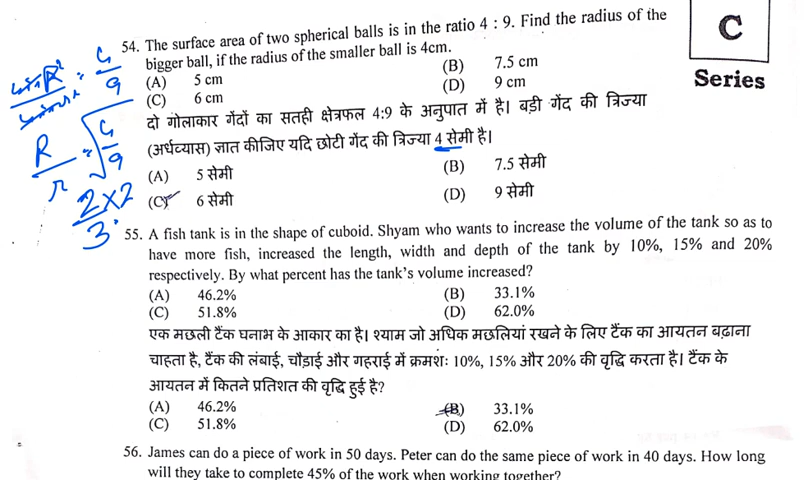 C
Series
54. The surface area of two spherical balls is in the ratio 4 : 9. Find the radius of the
bigger ball, if the radius of the smaller ball is 4cm.
(A) 5 cm (B) 7.5 cm
(C) 6 cm (D) 9 cm
दो गोलाकार गेंदों का सतही क्षेत्रफल 4:9 के अनुपात में है। बड़ी गेंद की त्रिज्या
(अर्धव्यास) ज्ञात कीजिए यदि छोटी गेंद की त्रिज्या 4 सेमी है।
(A) 5 सेमी (B) 7.5 सेमी
(C) 6 सेमी (D) 9 सेमी
R
2×2
3
55. A fish tank is in the shape of cuboid. Shyam who wants to increase the volume of the tank so as to
have more fish, increased the length, width and depth of the tank by 10%, 15% and 20%
respectively. By what percent has the tank's volume increased?
(A) 46.2% (B) 33.1%
(C) 51.8% (D) 62.0%
एक मछली टैंक घनाभ के आकार का है। श्याम जो अधिक मछलियां रखने के लिए टैंक का आयतन बढ़ाना
चाहता है, टैंक की लंबाई, चौड़ाई और गहराई में क्रमशः 10%, 15% और 20% की वृद्धि करता है। टैंक के
आयतन में कितने प्रतिशत की वृद्धि हुई है?
(A) 46.2% (B) 33.1%
(C) 51.8% (D) 62.0%
56. James can do a piece of work in 50 days. Peter can do the same piece of work in 40 days. How long
will they take to complete 45% of the work when working together?